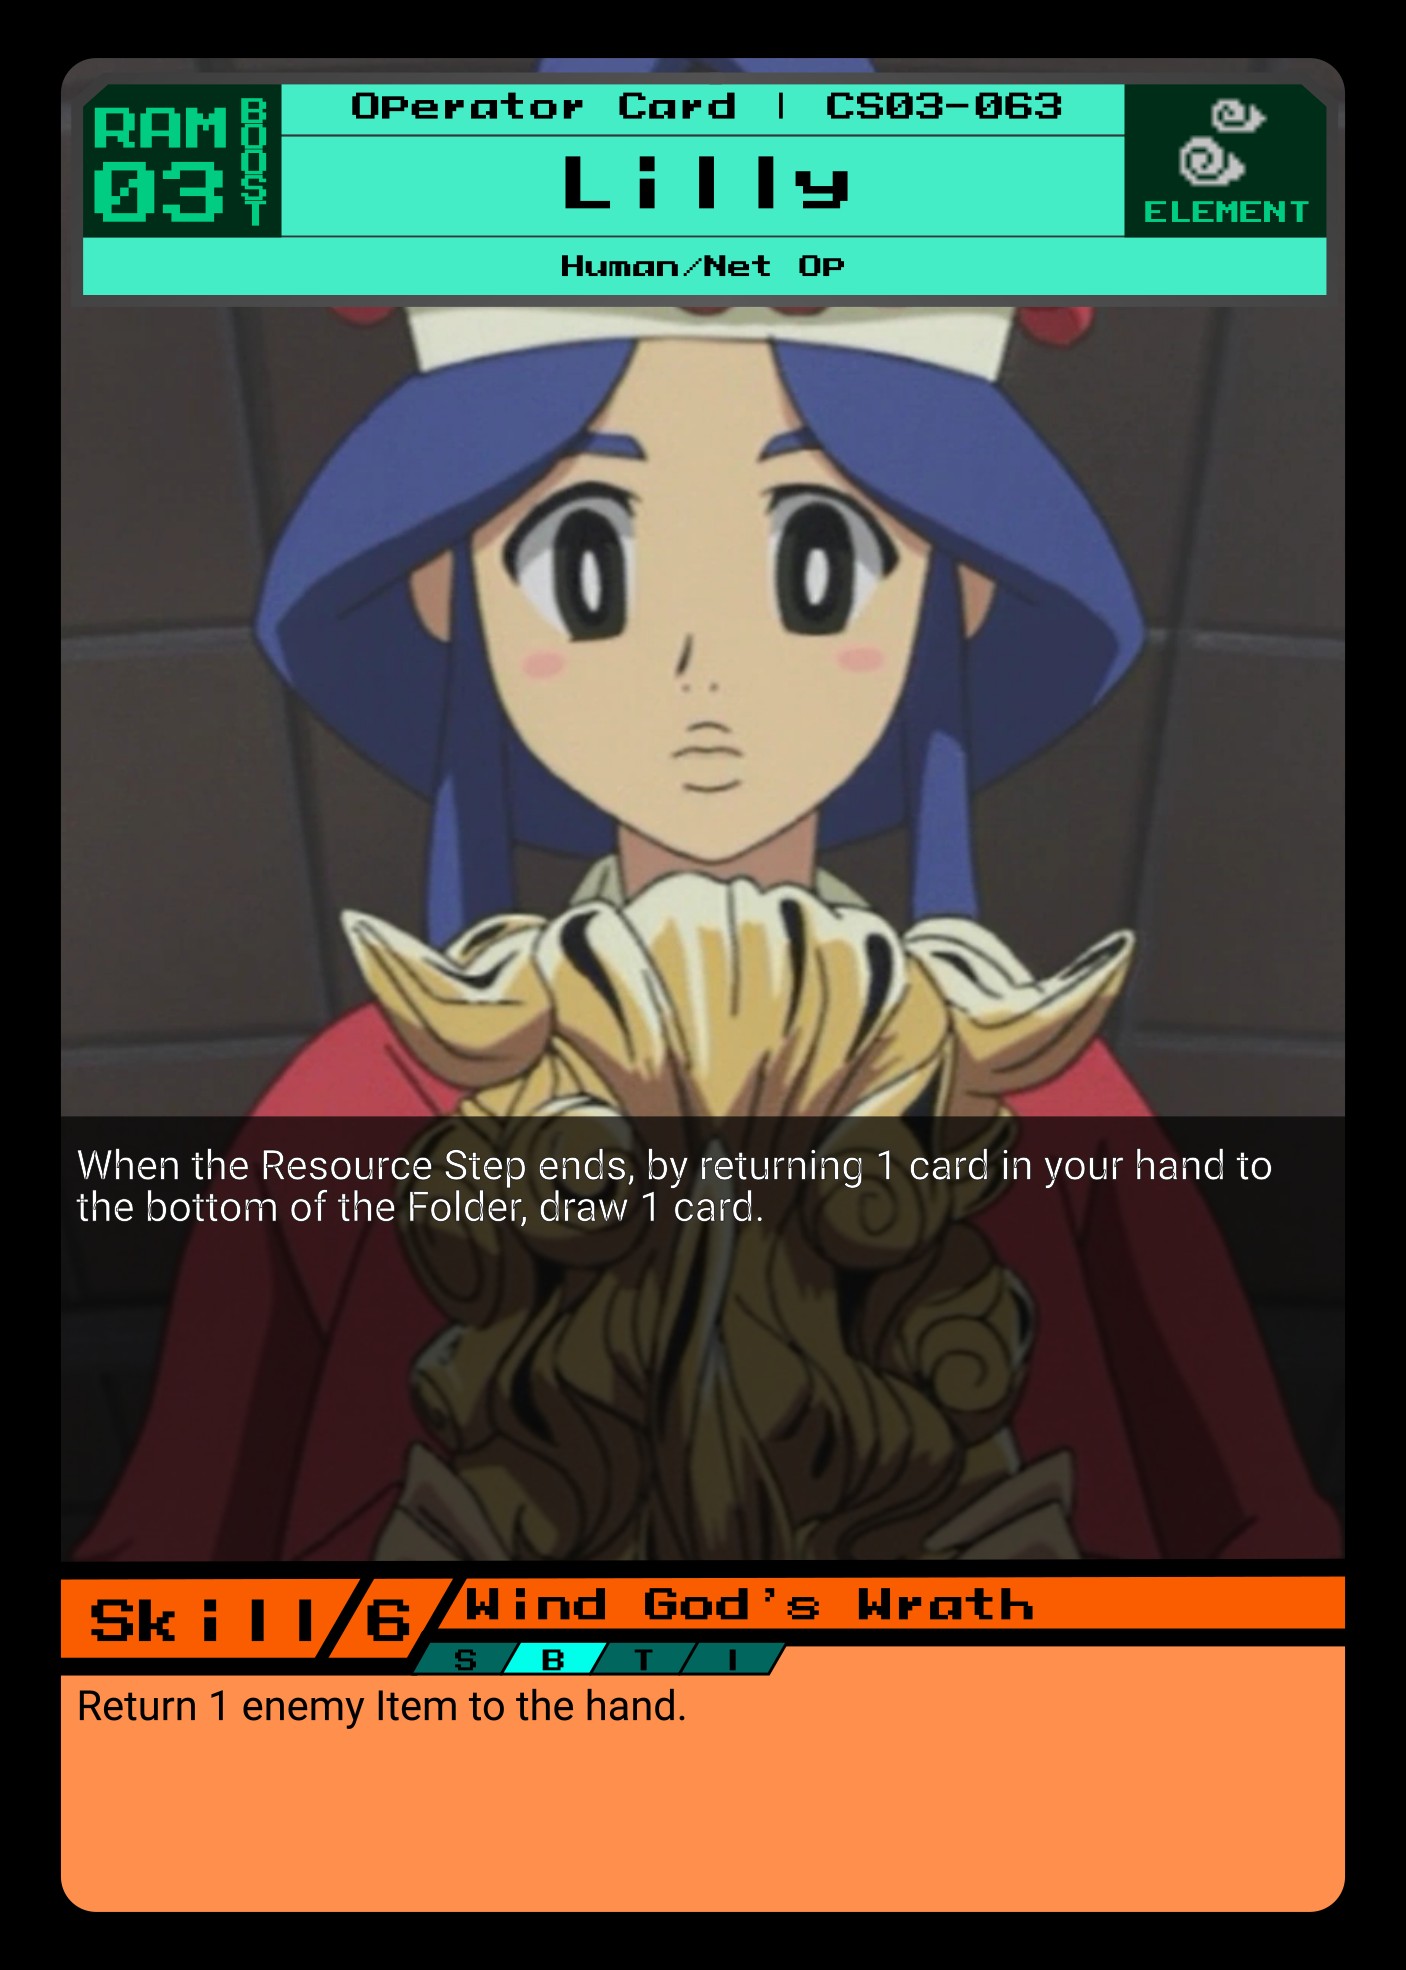 RAM
03
BOOST
Operator Card | CS03-063
Lilly
ELEMENT
Human/Net Op
When the Resource Step ends, by returning 1 card in your hand to
the bottom of the Folder, draw 1 card.
Skill/6/Wind God's Wrath
S B T I
Return 1 enemy Item to the hand.